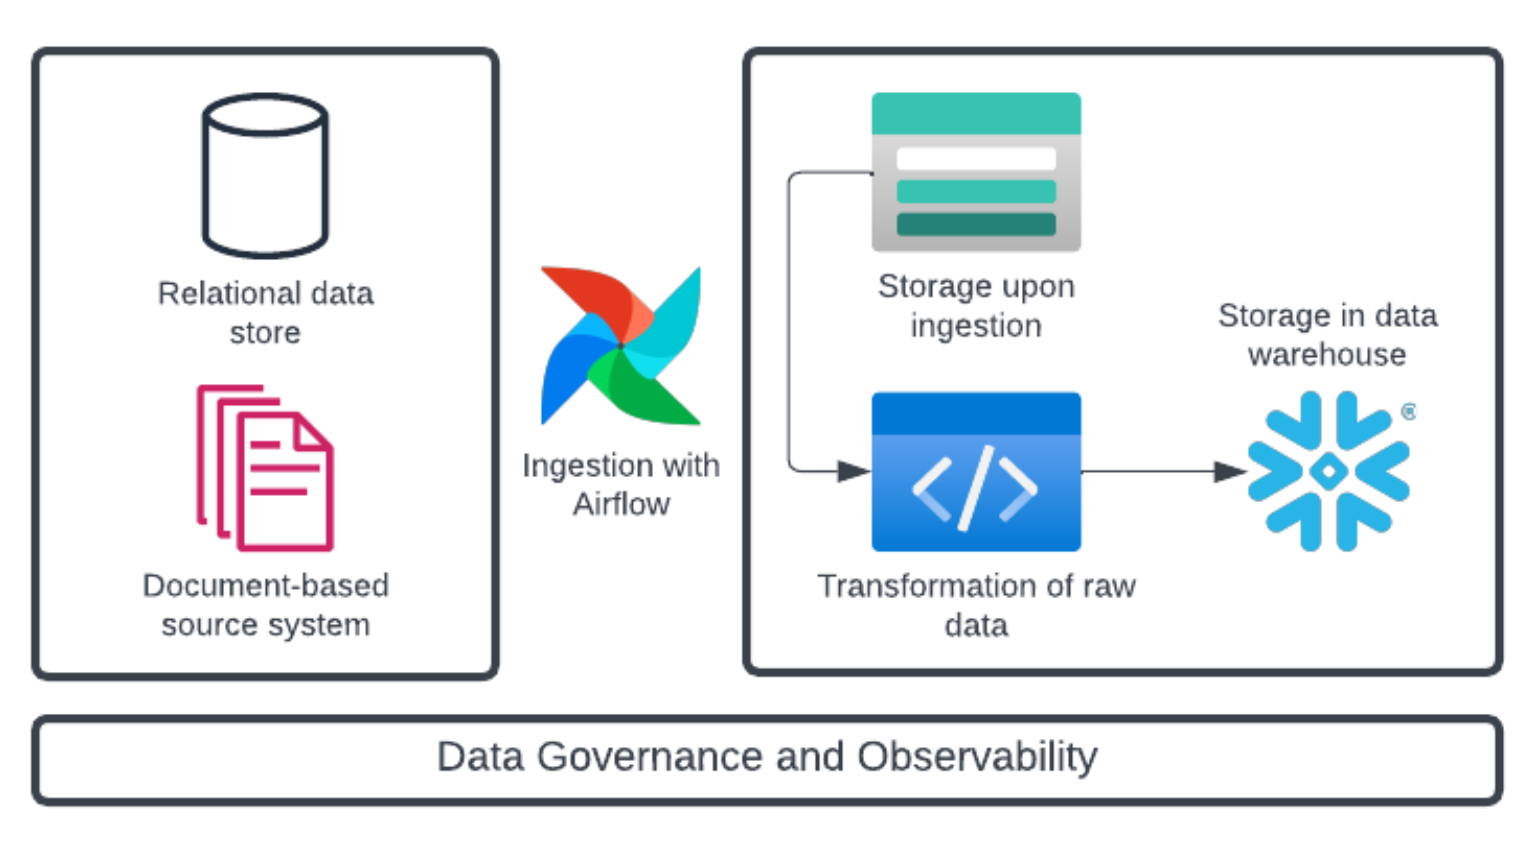 Relational data
store
Document-based
source system
Ingestion with
Airflow
Storage upon
ingestion
Transformation of raw
data
Storage in data
warehouse
®
Data Governance and Observability